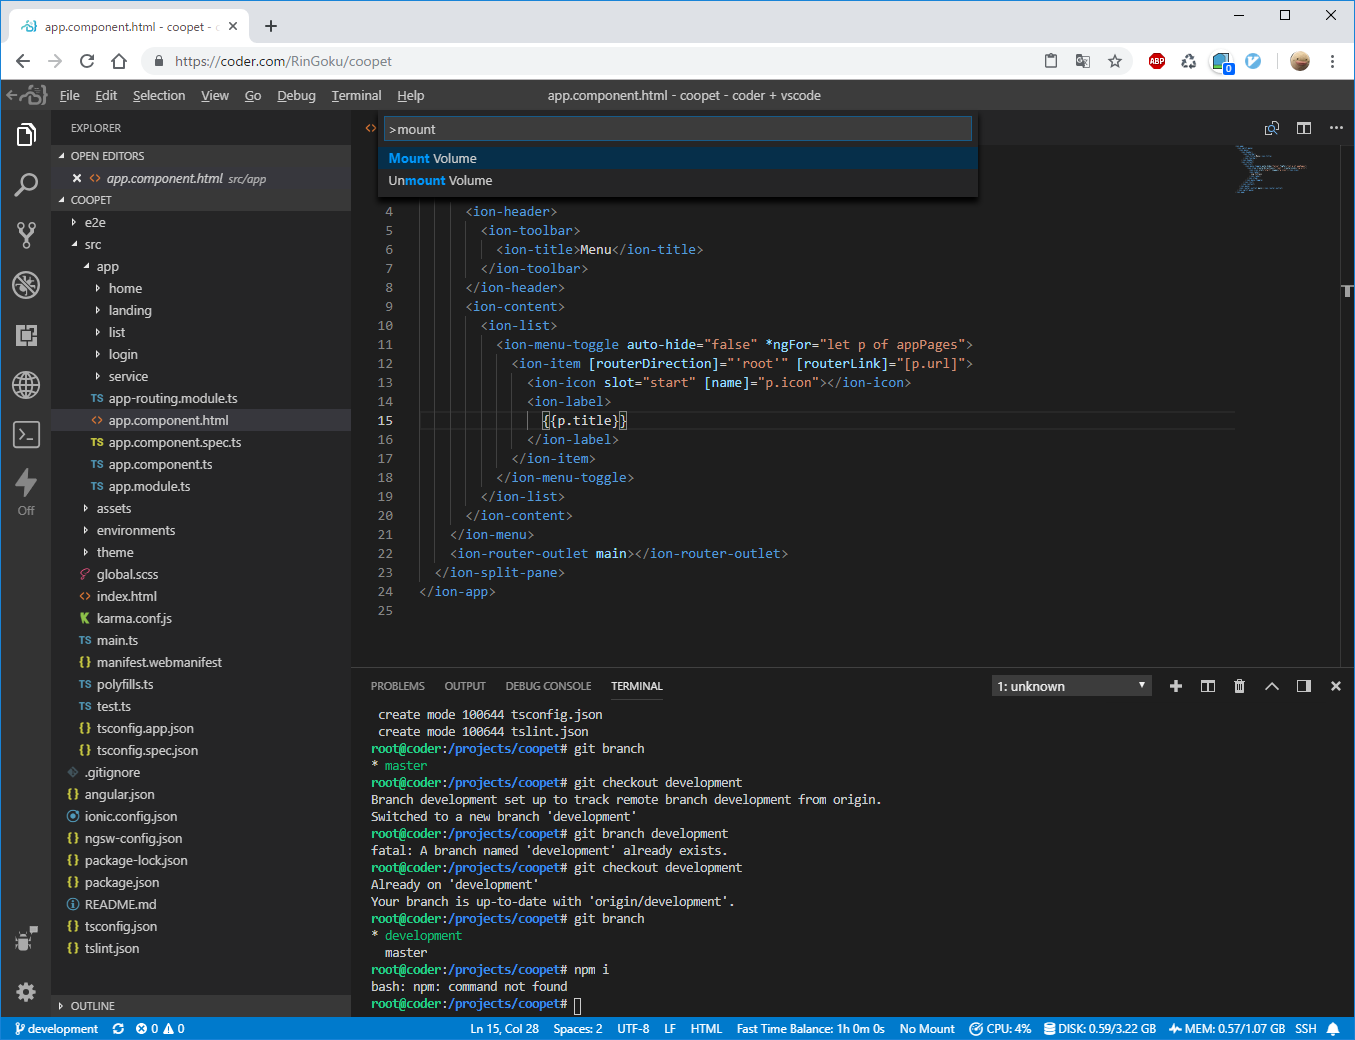 app.component.html - coopet -
https://coder.com/RinGoku/coopet
ABP
0
File Edit Selection View Go Debug Terminal Help
app.component.html - coopet - coder + vscode
EXPLORER
OPEN EDITORS
app.component.html src/app
COOPET
e2e
src
app
home
landing
list
login
service
TS app-routing.module.ts
<> app.component.html
TS app.component.spec.ts
TS app.component.ts
TS app.module.ts
assets
environments
theme
global.scss
<> index.html
K karma.conf.js
TS main.ts
{} manifest.webmanifest
TS polyfills.ts
TS test.ts
{} tsconfig.app.json
{} tsconfig.spec.json
.gitignore
{} angular.json
ionic.config.json
{} ngsw-config.json
{} package-lock.json
{} package.json
README.md
{} tsconfig.json
{} tslint.json
OUTLINE
Off
>mount
Mount Volume
Unmount Volume
4 <ion-header>
5 <ion-toolbar>
6 <ion-title>Menu</ion-title>
7 </ion-toolbar>
8 </ion-header>
9 <ion-content>
10 <ion-list>
11 <ion-menu-toggle auto-hide="false" *ngFor="let p of appPages">
12 <ion-item [routerDirection]="'root'" [routerLink]="[p.url]">
13 <ion-icon slot="start" [name]="p.icon"></ion-icon>
14 <ion-label>
15 {{p.title}}
16 </ion-label>
17 </ion-item>
18 </ion-menu-toggle>
19 </ion-list>
20 </ion-content>
21 </ion-menu>
22 <ion-router-outlet main></ion-router-outlet>
23 </ion-split-pane>
24 </ion-app>
25
PROBLEMS OUTPUT DEBUG CONSOLE TERMINAL
1: unknown
create mode 100644 tsconfig.json
create mode 100644 tslint.json
root@coder:/projects/coopet# git branch
* master
root@coder:/projects/coopet# git checkout development
Branch development set up to track remote branch development from origin.
Switched to a new branch 'development'
root@coder:/projects/coopet# git branch development
fatal: A branch named 'development' already exists.
root@coder:/projects/coopet# git checkout development
Already on 'development'
Your branch is up-to-date with 'origin/development'.
root@coder:/projects/coopet# git branch
* development
master
root@coder:/projects/coopet# npm i
bash: npm: command not found
root@coder:/projects/coopet#
development 0 0 Ln 15, Col 28 Spaces: 2 UTF-8 LF HTML Fast Time Balance: 1h 0m 0s No Mount CPU: 4% DISK: 0.59/3.22 GB MEM: 0.57/1.07 GB SSH